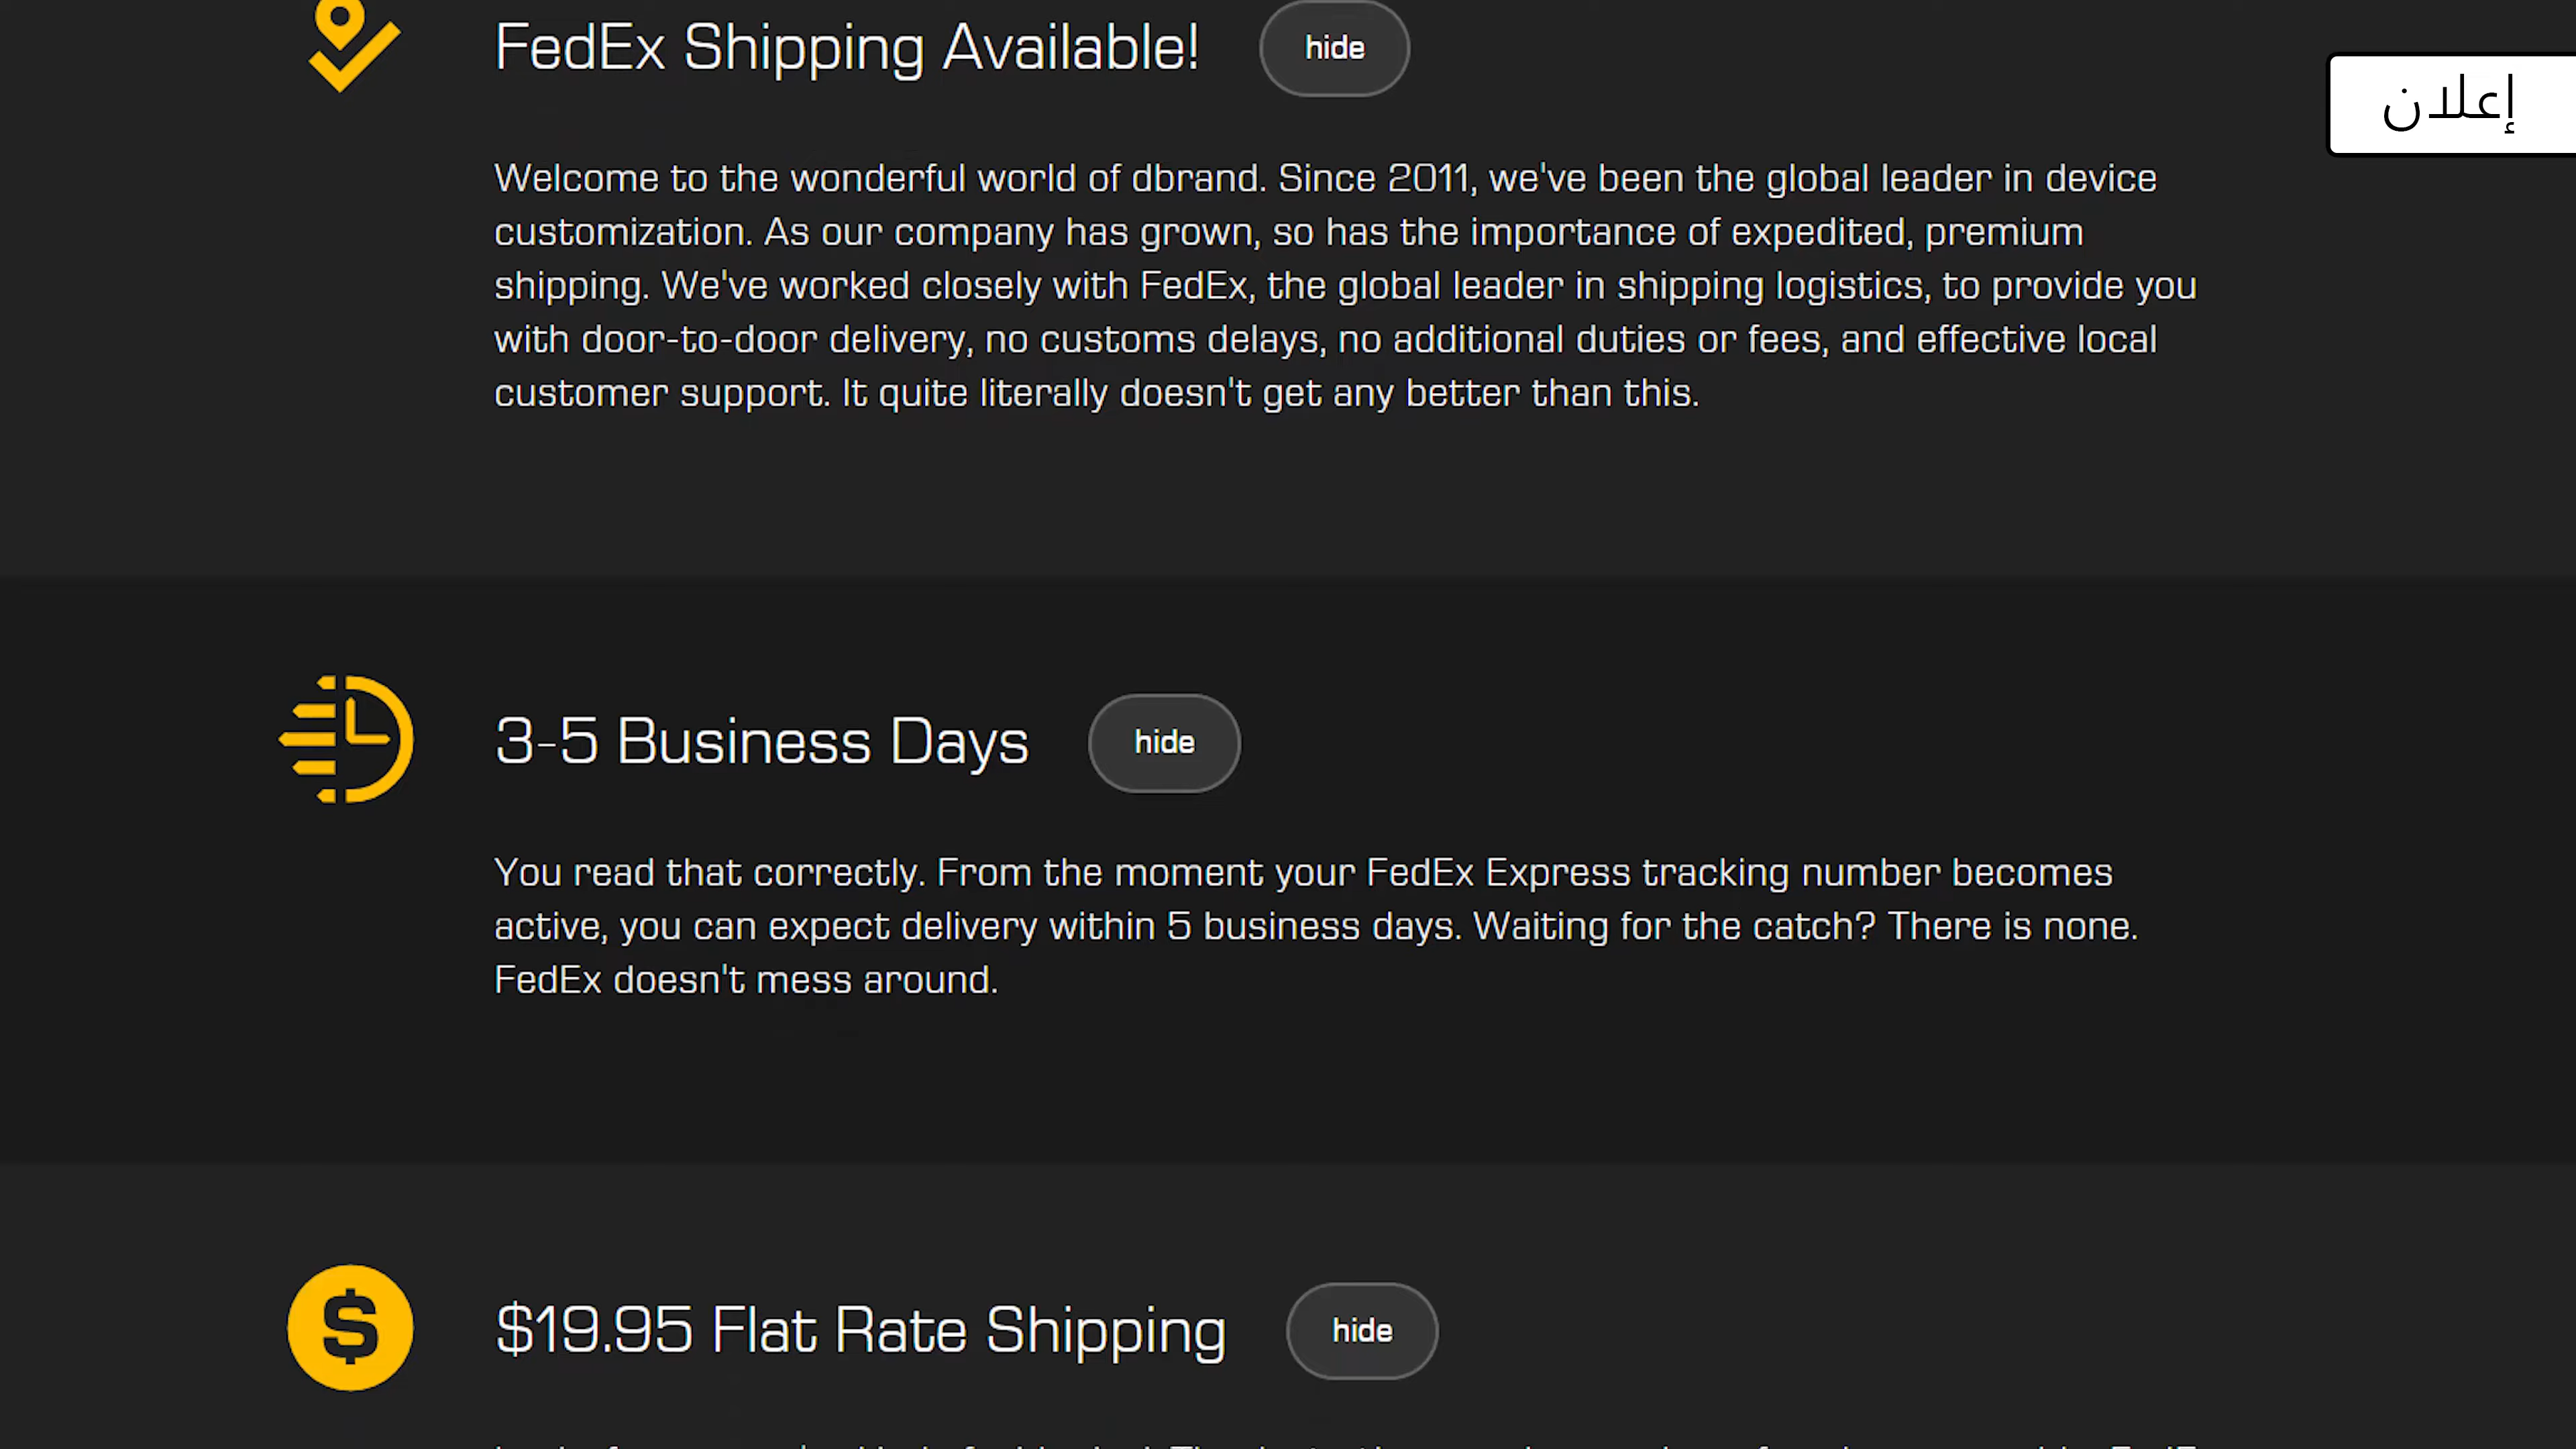 FedEx Shipping Available!
hide
إعلان
Welcome to the wonderful world of dbrand. Since 2011, we've been the global leader in device
customization. As our company has grown, so has the importance of expedited, premium
shipping. We've worked closely with FedEx, the global leader in shipping logistics, to provide you
with door-to-door delivery, no customs delays, no additional duties or fees, and effective local
customer support. It quite literally doesn't get any better than this.
3-5 Business Days
hide
You read that correctly. From the moment your FedEx Express tracking number becomes
active, you can expect delivery within 5 business days. Waiting for the catch? There is none.
FedEx doesn't mess around.
$
$19.95 Flat Rate Shipping
hide